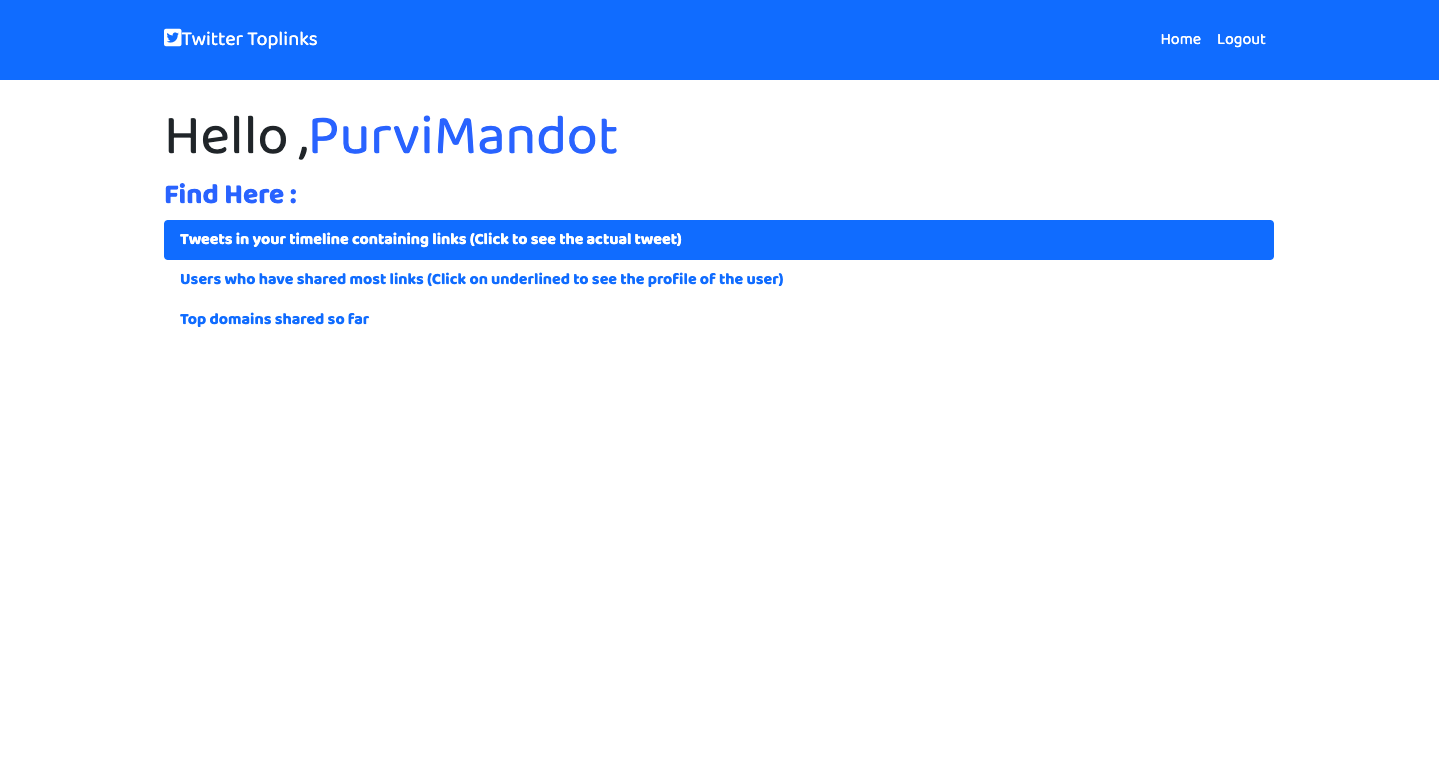 Twitter Toplinks
Home Logout
Hello ,PurviMandot
Find Here :
Tweets in your timeline containing links (Click to see the actual tweet)
Users who have shared most links (Click on underlined to see the profile of the user)
Top domains shared so far